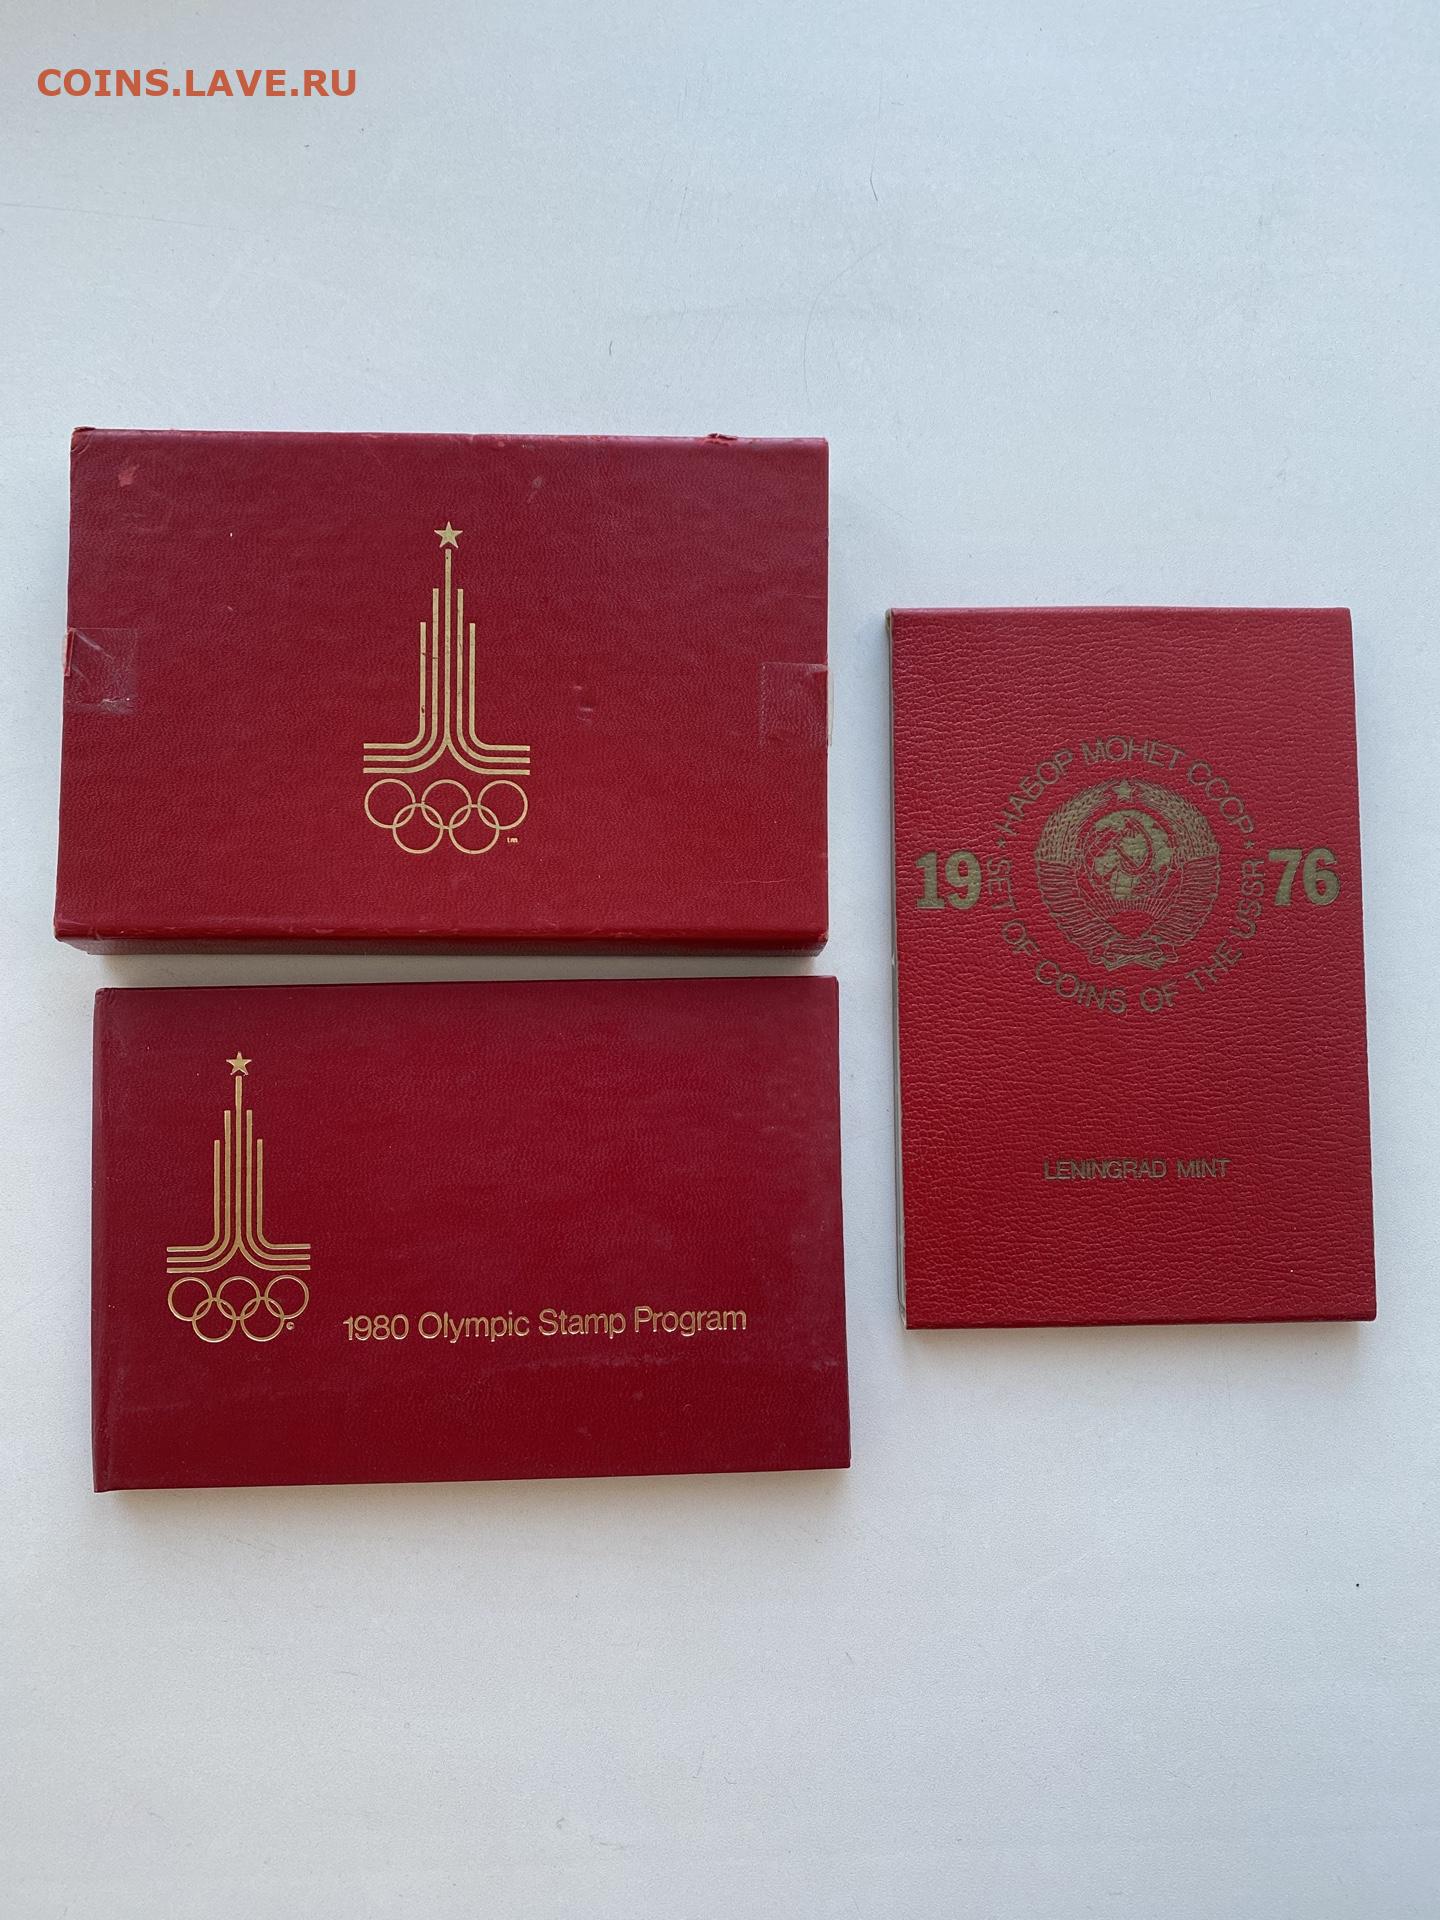 COINS.LAVE.RU
tm
1980 Olympic Stamp Program
НАБОР МОНЕТ СССР
19 76
SET OF COINS OF THE USSR
LENINGRAD MINT